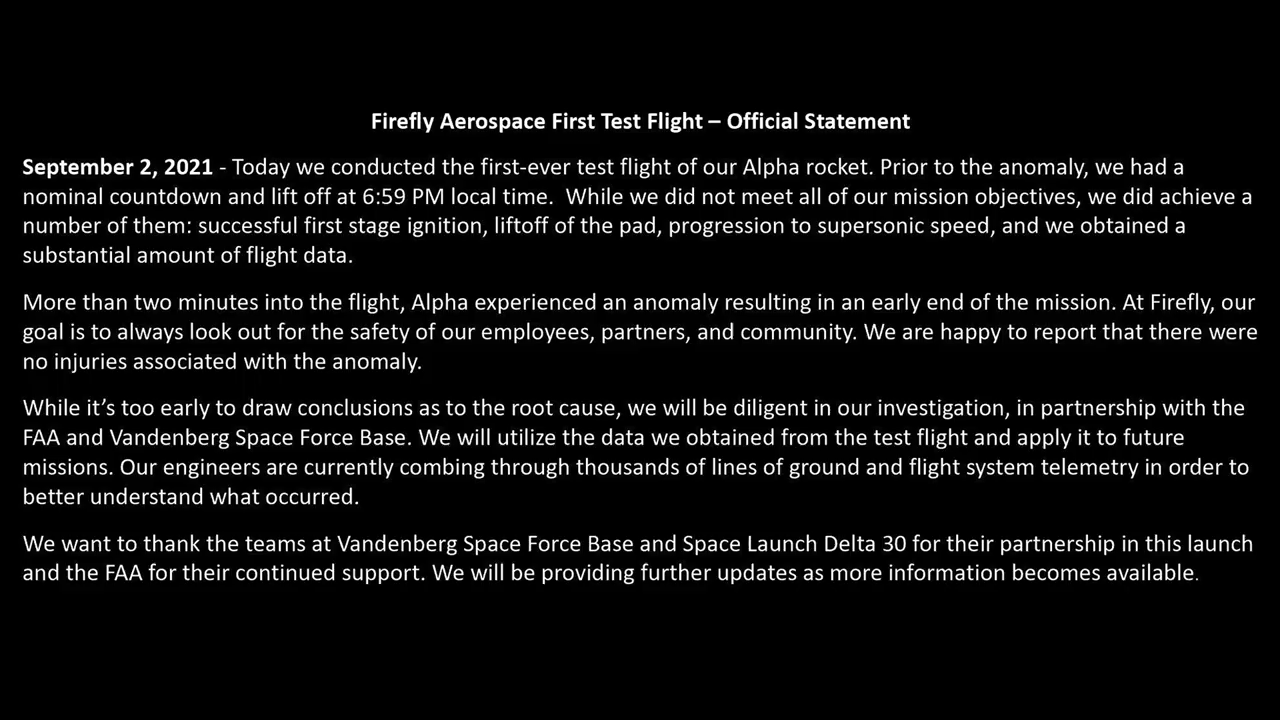 Firefly Aerospace First Test Flight – Official Statement
September 2, 2021 - Today we conducted the first-ever test flight of our Alpha rocket. Prior to the anomaly, we had a
nominal countdown and lift off at 6:59 PM local time.  While we did not meet all of our mission objectives, we did achieve a
number of them: successful first stage ignition, liftoff of the pad, progression to supersonic speed, and we obtained a
substantial amount of flight data.
More than two minutes into the flight, Alpha experienced an anomaly resulting in an early end of the mission. At Firefly, our
goal is to always look out for the safety of our employees, partners, and community. We are happy to report that there were
no injuries associated with the anomaly.
While it’s too early to draw conclusions as to the root cause, we will be diligent in our investigation, in partnership with the
FAA and Vandenberg Space Force Base. We will utilize the data we obtained from the test flight and apply it to future
missions. Our engineers are currently combing through thousands of lines of ground and flight system telemetry in order to
better understand what occurred.
We want to thank the teams at Vandenberg Space Force Base and Space Launch Delta 30 for their partnership in this launch
and the FAA for their continued support. We will be providing further updates as more information becomes available.